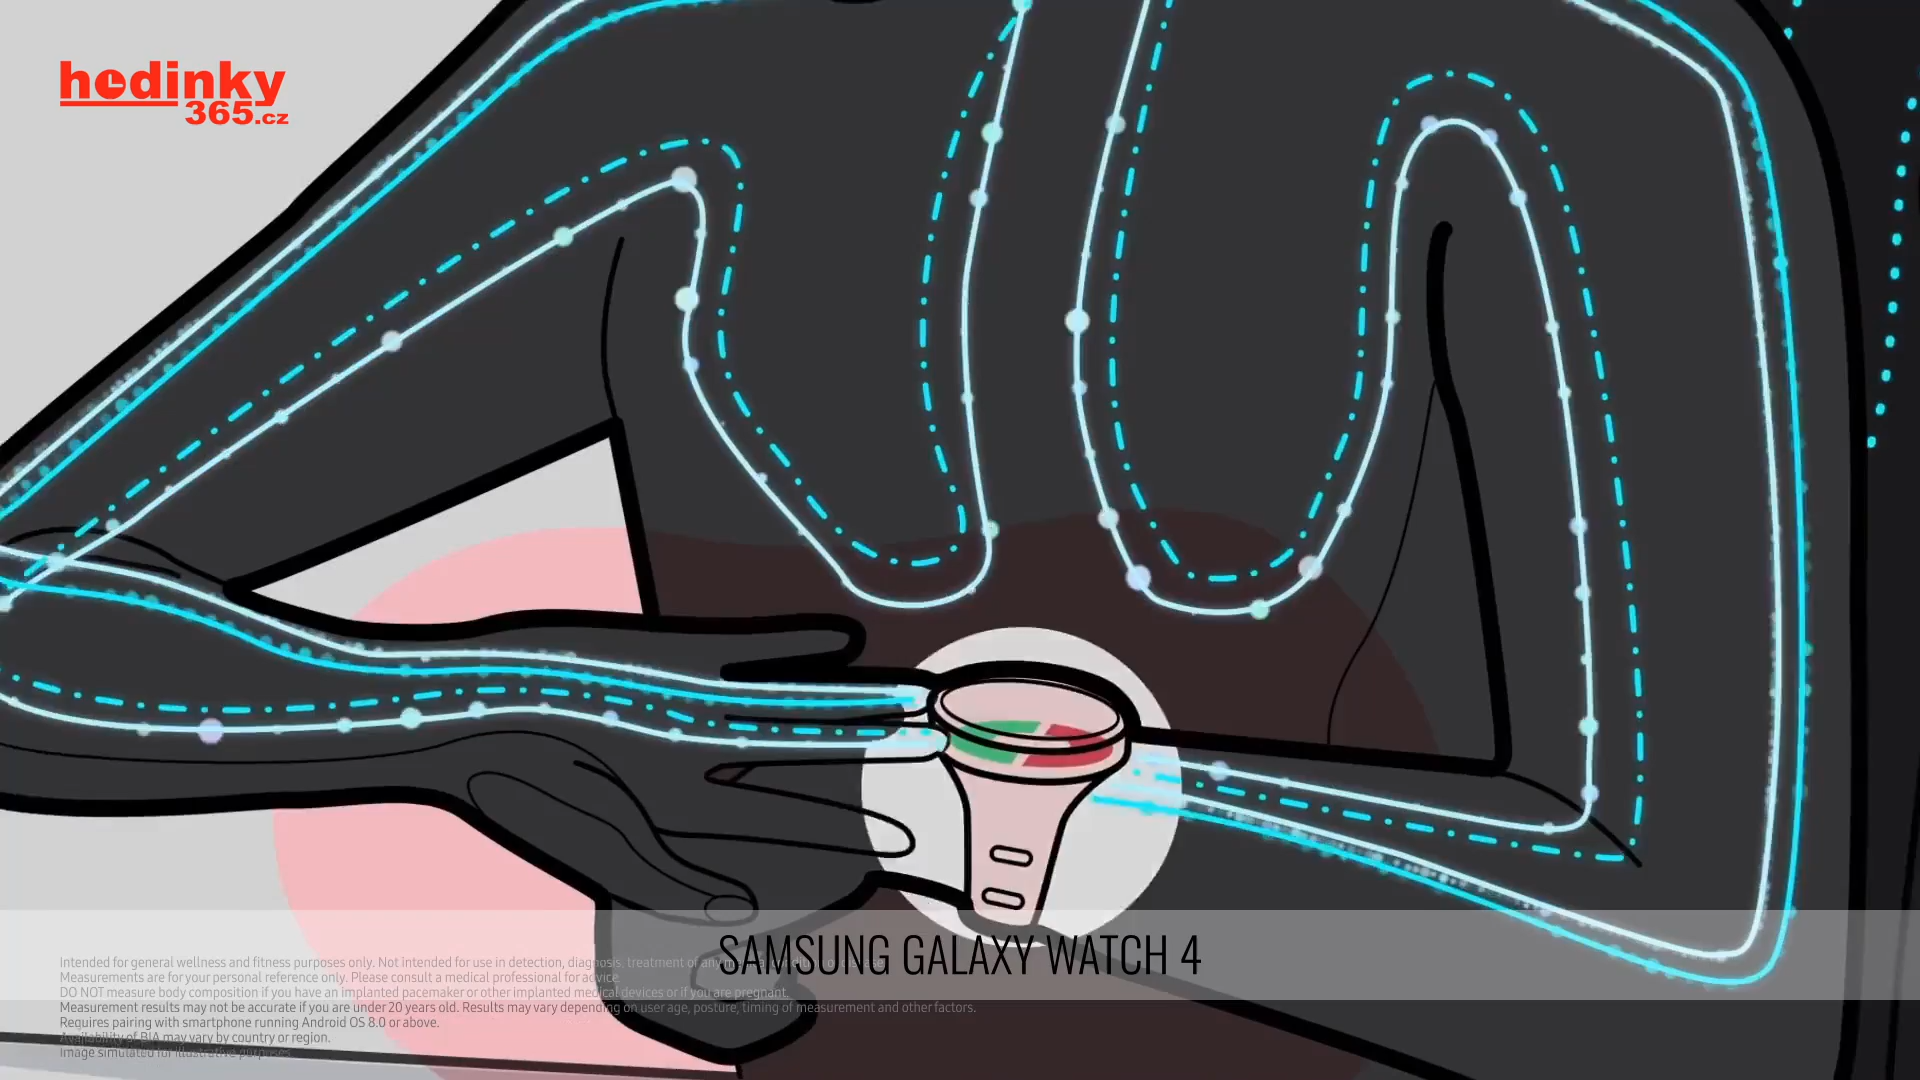 hodinky
365.cz
SAMSUNG GALAXY WATCH 4
Intended for general wellness and fitness purposes only. Not intended for use in detection, diagnosis, treatment of any medical condition or disease.
Measurements are for your personal reference only. Please consult a medical professional for advice.
DO NOT measure body composition if you have an implanted pacemaker or other implanted medical devices or if you are pregnant.
Measurement results may not be accurate if you are under 20 years old. Results may vary depending on user age, posture, timing of measurement and other factors.
Requires pairing with smartphone running Android OS 8.0 or above.
Availability of BIA may vary by country or region.
Image simulated for illustrative purposes.